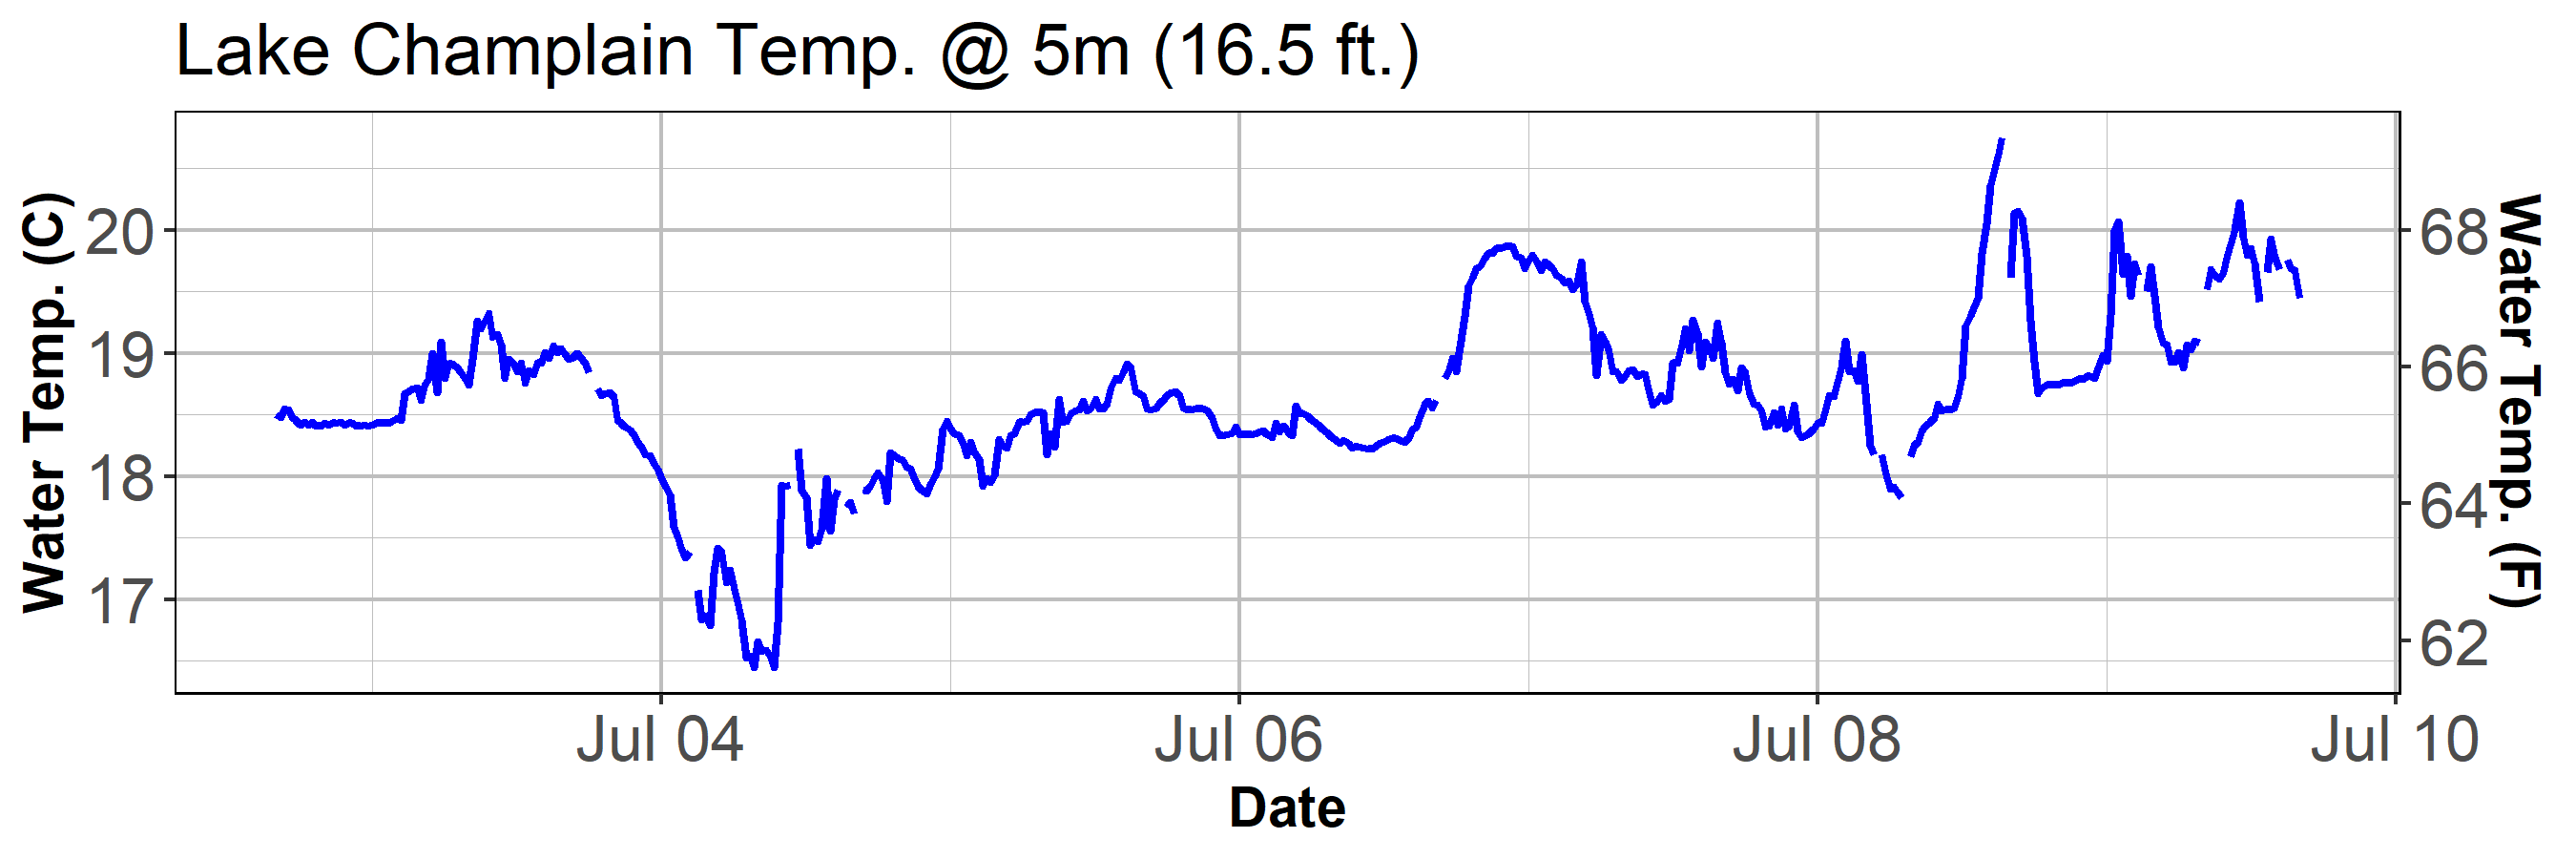 Lake Champlain Temp. @ 5m (16.5 ft.)
Water Temp. (C)
20
19
18
17
68
66
64
62
Water Temp. (F)
Jul 04 Jul 06 Jul 08 Jul 10
Date